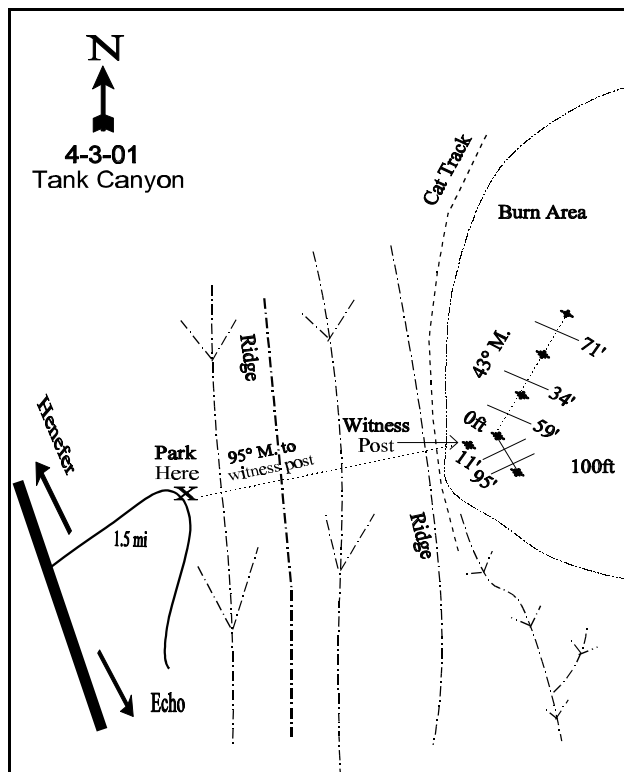 N
4-3-01
Tank Canyon
Cat Track
Burn Area
Ridge
43° M.
71'
34'
59'
0ft
11'
95'
100ft
Witness
Post
95° M. to
witness post
Park
Here
X
Henefer
1.5 mi
Ridge
Echo